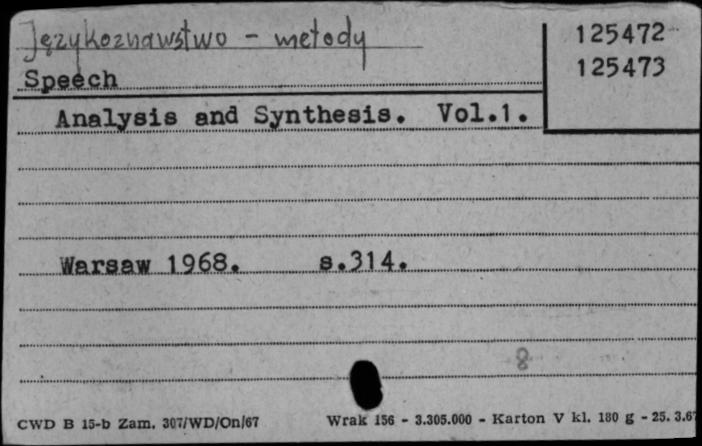 Językoznawstwo - metody
125472
125473
Speech
Analysis and Synthesis. Vol.1.
Warsaw 1968. s.314.
8
CWD B 15-b Zam. 307/WD/On/67 Wrak 156 - 3.305.000 - Karton V kl. 180 g - 25. 3.67